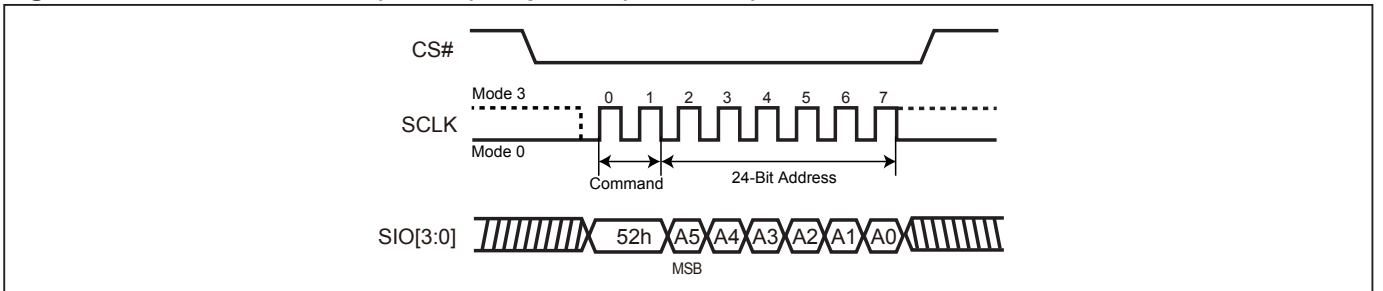 CS#
Mode 3
0 1 2 3 4 5 6 7
SCLK
Mode 0
Command
24-Bit Address
SIO[3:0]
52h A5 A4 A3 A2 A1 A0
MSB